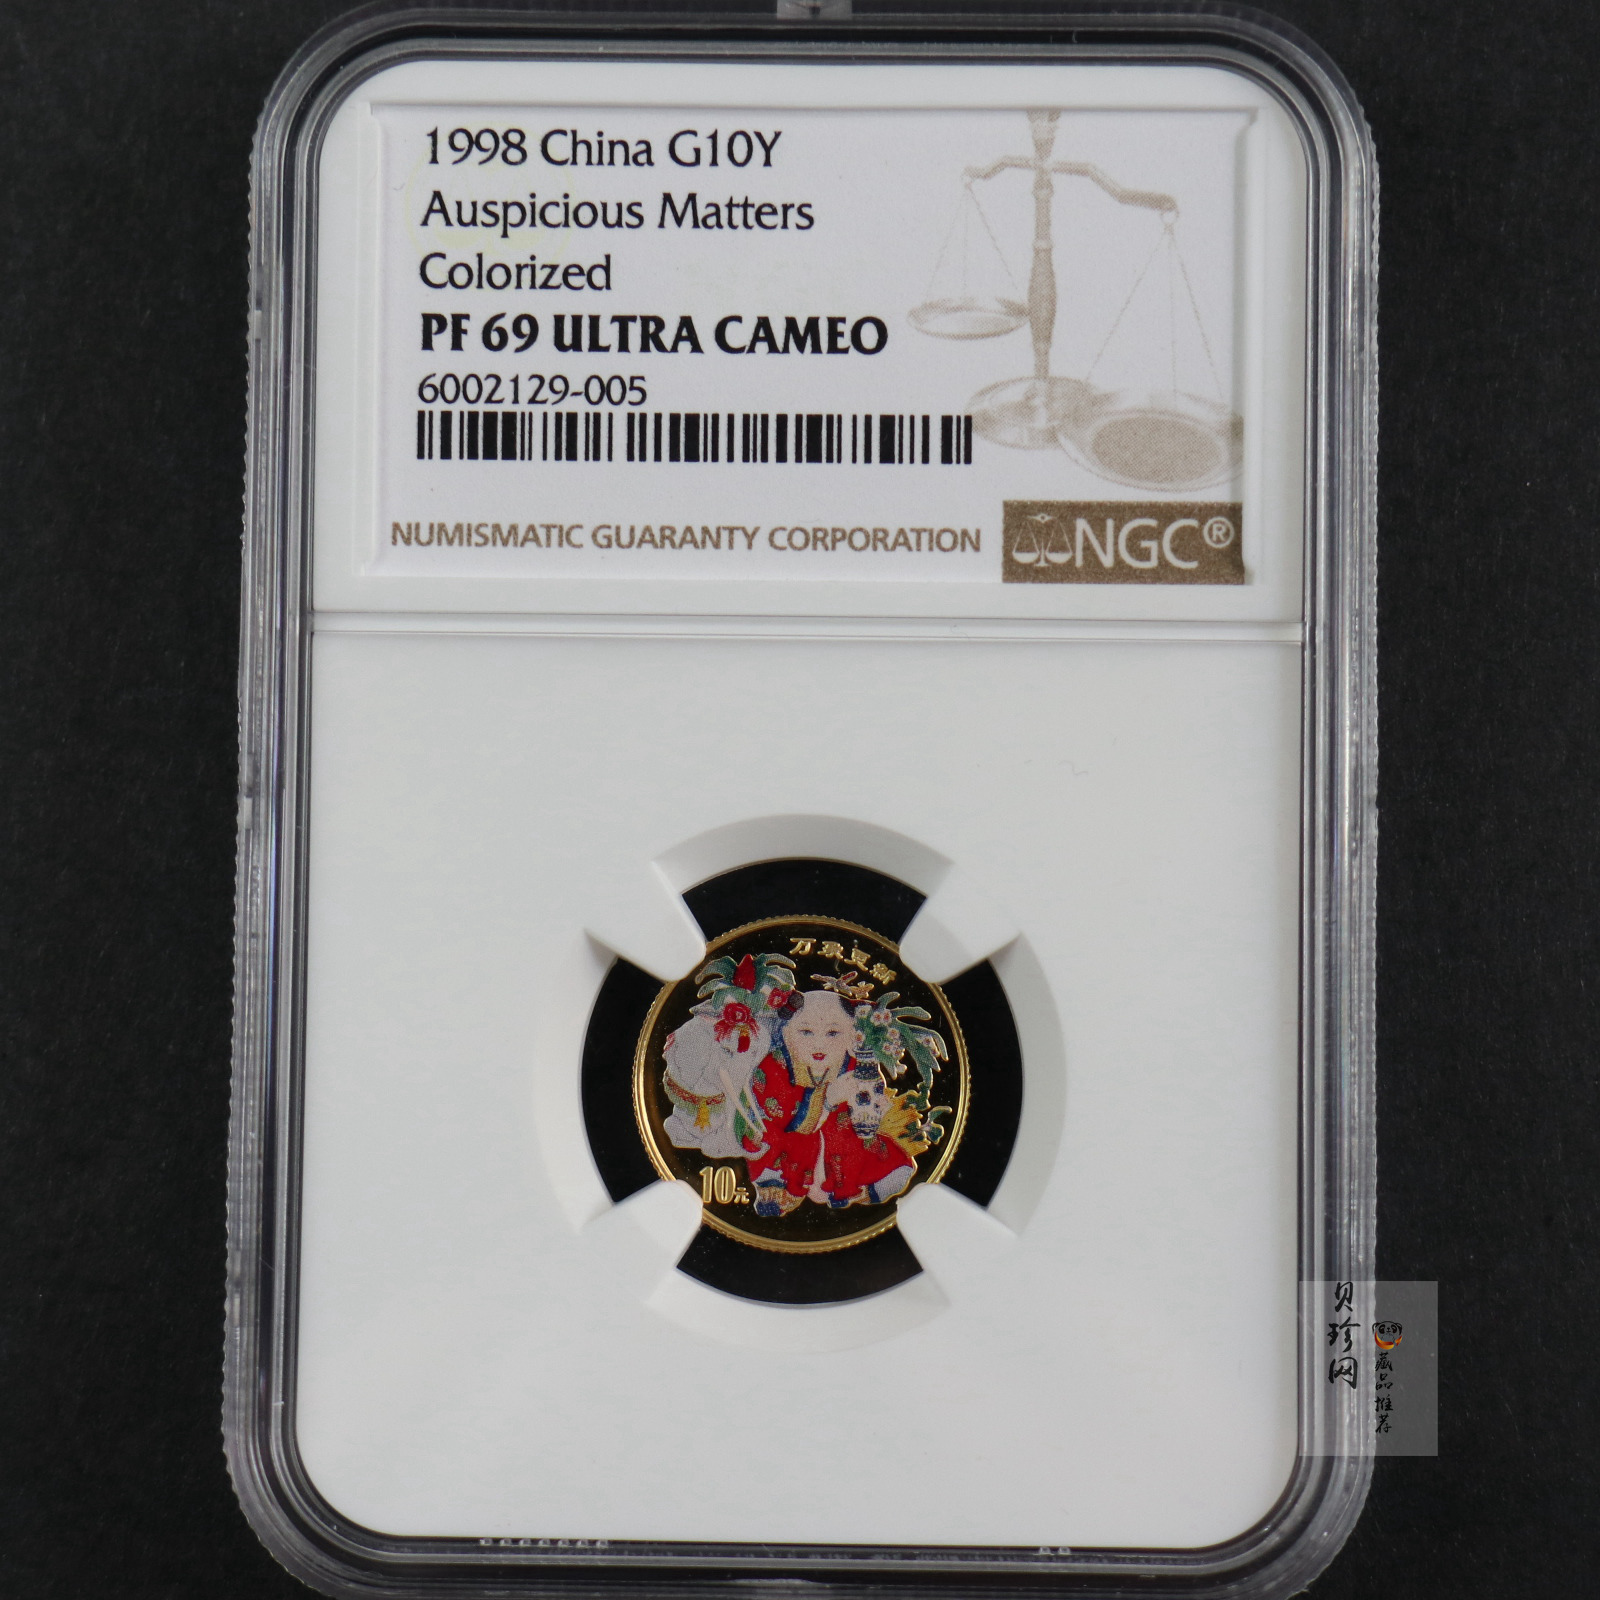 1998 China G10Y
Auspicious Matters
Colorized
PF 69 ULTRA CAMEO
6002129-005
NUMISMATIC GUARANTY CORPORATION
NGC®
万象更新
10元
贝珍网
藏品推荐